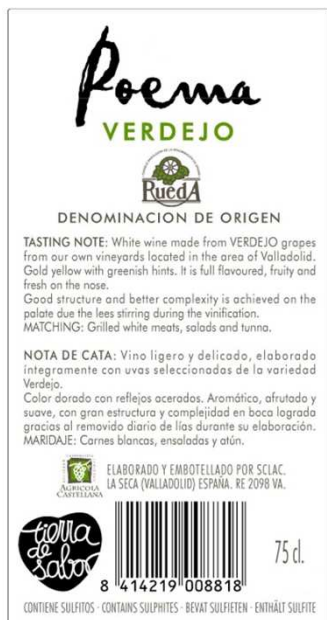 Poema
VERDEJO
RUEDA
DENOMINACION DE ORIGEN
TASTING NOTE: White wine made from VERDEJO grapes
from our own vineyards located in the area of Valladolid.
Gold yellow with greenish hints. It is full flavoured, fruity and
fresh on the nose.
Good structure and better complexity is achieved on the
palate due the lees stirring during the vinification.
MATCHING: Grilled white meats, salads and tunna.
NOTA DE CATA: Vino ligero y delicado, elaborado
íntegramente con uvas seleccionadas de la variedad
Verdejo.
Color dorado con reflejos acerados. Aromático, afrutado y
suave, con gran estructura y complejidad en boca lograda
gracias al removido diario de lías durante su elaboración.
MARIDAJE: Carnes blancas, ensaladas y atún.
AGRICOLA
CASTELLANA
ELABORADO Y EMBOTELLADO POR SCLAC.
LA SECA (VALLADOLID) ESPAÑA. RE 2098 VA.
tierra
de
sabor
75 cl.
8 414219 008818
CONTIENE SULFITOS · CONTAINS SULPHITES · BEVAT SULFIETEN · ENTHÄLT SULFITE